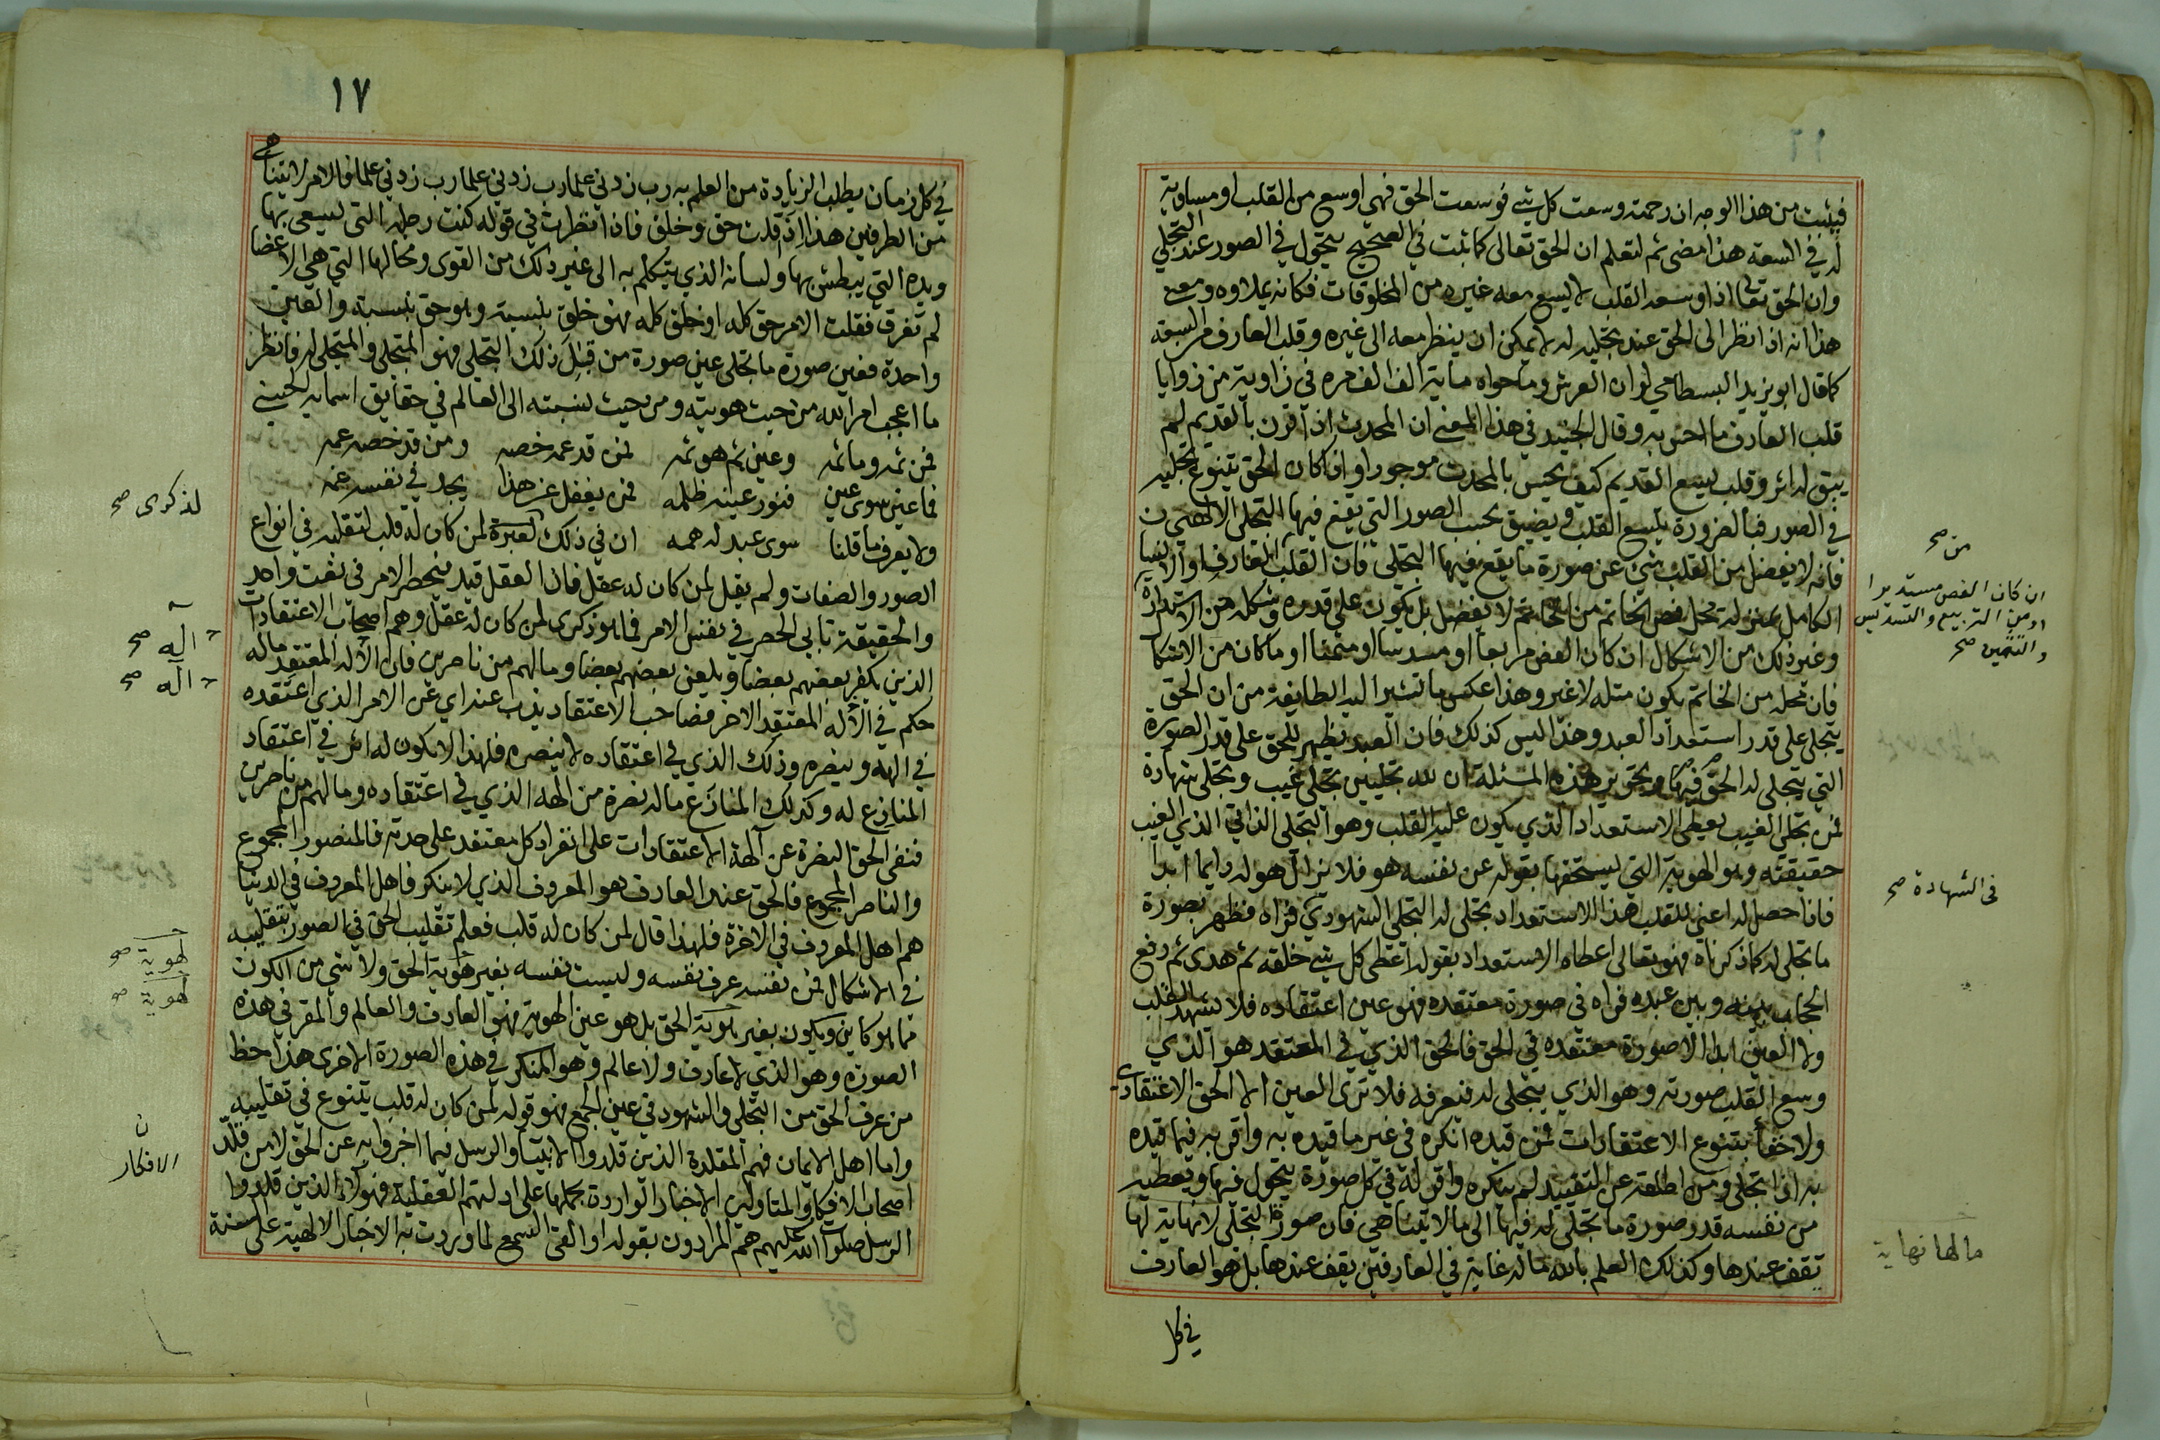 فيثبت من هذا الوجه ان رحمته وسعت كل شي فوسعت الحق فهي اوسع من القلب او مساوية
له في السعة هذا مضى ثم لتعلم ان الحق تعالى كما ثبت في الصحيح يتحول في الصور عند التجلي
وان الحق تعالى اذا وسعه القلب لا يسع معه غيره من المخلوقات فكانه يملاوه ومعنى
هذا انه اذا نظر الى الحق عند تجليه له لا يمكن ان ينظر معه الى غيره وقلب العارف من السعة
كما قال ابو يزيد البسطامي لو ان العرش وما حواه ماية الف الف مره في زاوية من زوايا
قلب العارف ما احس به وقال الجنيد في هذا المعنى ان المحدث اذا قرن بالقديم لم
يبق له اثر وقلب يسع القديم كيف يحس بالمحدث موجودا واذا كان الحق يتنوع تجليه
في الصور فبالضرورة يتسع القلب ويضيق بحسب الصور التي يقع فيها التجلي الالهي
فانه لا يفضل من القلب شي عن صورة ما يقع فيها التجلي فان القلب من العارف او الانسان
الكامل بمنزلة محل فص الخاتم من الخاتم لا يفضل بل يكون على قدره وشكله من الاستدارة
وغير ذلك من الاشكال ان كان الفص مربعا او مسدسا او مثمنا او ما كان من الاشكال
فان محله من الخاتم يكون مثله لا غير وهذا عكس ما تشير اليه الطايفة من ان الحق
يتجلى على قدر استعداد العبد وهذا ليس كذلك فان العبد يظهر للحق على قدر الصورة
التي يتجلى له الحق فيها وتحرير هذه المسئلة ان لله تجليين تجلي غيب وتجلي شهادة
فمن تجلي الغيب يعطي الاستعداد الذي يكون عليه القلب وهو التجلي الذاتي الذي الغيب
حقيقته وهو الهوية التي يستحقها بقوله عن نفسه هو فلا يزال هو له دايما ابدا
فاذا حصل له اعني للقلب هذا الاستعداد تجلى له التجلي الشهودي فراه فظهر بصورة
ما تجلى له كما ذكرناه فهو تعالى اعطاه الاستعداد بقوله اعطى كل شي خلقه ثم هدى ثم رفع
الحجاب بينه وبين عبده فراه في صورة معتقده فهو عين اعتقاده فلا يشهد القلب
ولا العين ابدا الا صورة معتقده في الحق فالحق الذي في المعتقد هو الذي
وسع القلب صورته وهو الذي يتجلى له فيعرفه فلا ترى العين الا الحق الاعتقادي
ولا خفا بتنوع الاعتقادات فمن قيده انكره في غير ما قيده به واقر به فيما قيده
به اذا تجلى ومن اطلقه عن التقييد لم ينكره واقر له في كل صورة يتحول فيها ويعطيه
من نفسه قدر صورة ما تجلى له فيها الى ما لا يتناهى فان صورة التجلي لا نهاية لها
تقف عندها وكذلك العلم بالله ما له غاية في العارفين يقف عندها بل هو العارف
في كل
من صح
ان كان الفص مستديرا
او من التربيع والتسديس
والتثمين صح
في الشهادة صح
ما لها نهاية
١٧
في كل زمان يطلب الزيادة من العلم به رب زدني علما رب زدني علما رب زدني علما فالامر لا يتناهى
من الطرفين هذا اذا قلت حق وخلق فاذا نظرت في قوله كنت رجله التي يسعى بها
ويده التي يبطش بها ولسانه الذي يتكلم به الى غير ذلك من القوى ومحالها التي هي الاعضا
لم تفرق فقلت الامر حق كله او خلق كله فهو خلق بنسبة وهو حق بنسبة والعين
واحدة فعين صورة ما تجلى عين صورة من قبل ذلك التجلي فهو المتجلي والمتجلى له فانظر
ما اعجب امر الله من حيث هويته ومن حيث نسبته الى العالم في حقايق اسمايه الحسنى
فمن ثمه وما ثمه وعين ثم هو ثمه فمن قد عمه خصه ومن قد خصه عمه
فما عين سوى عين فنور عينه ظلمه فمن يغفل عن هذا يجد في نفسه غمه
ولا يعرف ما قلنا سوى عبد له همه ان في ذلك لعبرة لمن كان له قلب لتقلبه في انواع
الصور والصفات ولم يقل لمن كان له عقل فان العقل قيد فيحصر الامر في نعت واحد
والحقيقة تابى الحصر في نفس الامر فما هو ذكرى لمن كان له عقل وهم اصحاب الاعتقادات
الذين يكفر بعضهم بعضا ويلعن بعضهم بعضا وما لهم من ناصرين فان الاله المعتقد ما له
حكم في الاله المعتقد الاخر فصاحب الاعتقاد يذب عنه اي عن الامر الذي اعتقده
في الهه وينصره وذلك الذي في اعتقاده لا ينصره فلهذا لا يكون له اثر في اعتقاد
المنازع له وكذلك المنازع ما له نصرة من الهه الذي في اعتقاده وما لهم من ناصرين
فنفى الحق النصرة عن آلهة الاعتقادات على انفراد كل معتقد على حدته فالمنصور المجموع
والناصر المجموع فالحق عند العارف هو المعروف الذي لا ينكر فاهل المعروف في الدنيا
هم اهل المعروف في الاخرة فلهذا قال لمن كان له قلب فعلم تقليب الحق في الصور بتقليبه
في الاشكال فمن نفسه عرف نفسه وليست نفسه بغير هوية الحق ولا شي من الكون
مما هو كاين ويكون بغير هوية الحق بل هو عين الهوية فهو العارف والعالم والمقر في هذه
الصورة وهو الذي لا عارف ولا عالم وهو المنكر في هذه الصورة الاخرى هذا حظ
من عرف الحق من التجلي والشهود في عين الجمع فهو قوله لمن كان له قلب يتنوع في تقليبه
واما اهل الايمان فهم المقلدة الذين قلدوا الانبيا والرسل فيما اخبروا به عن الحق لا من قلد
اصحاب الافكار والمتاولين الاخبار الواردة بحملها على ادلتهم العقلية فهولاء الذين قلدوا
الرسل صلوات الله عليهم هم المرادون بقوله او القى السمع لما وردت به الاخبار الالهية على السنة
لذكرى صح
اله صح
اله صح
لهوية صح
لهوية صح
ن
الافكار